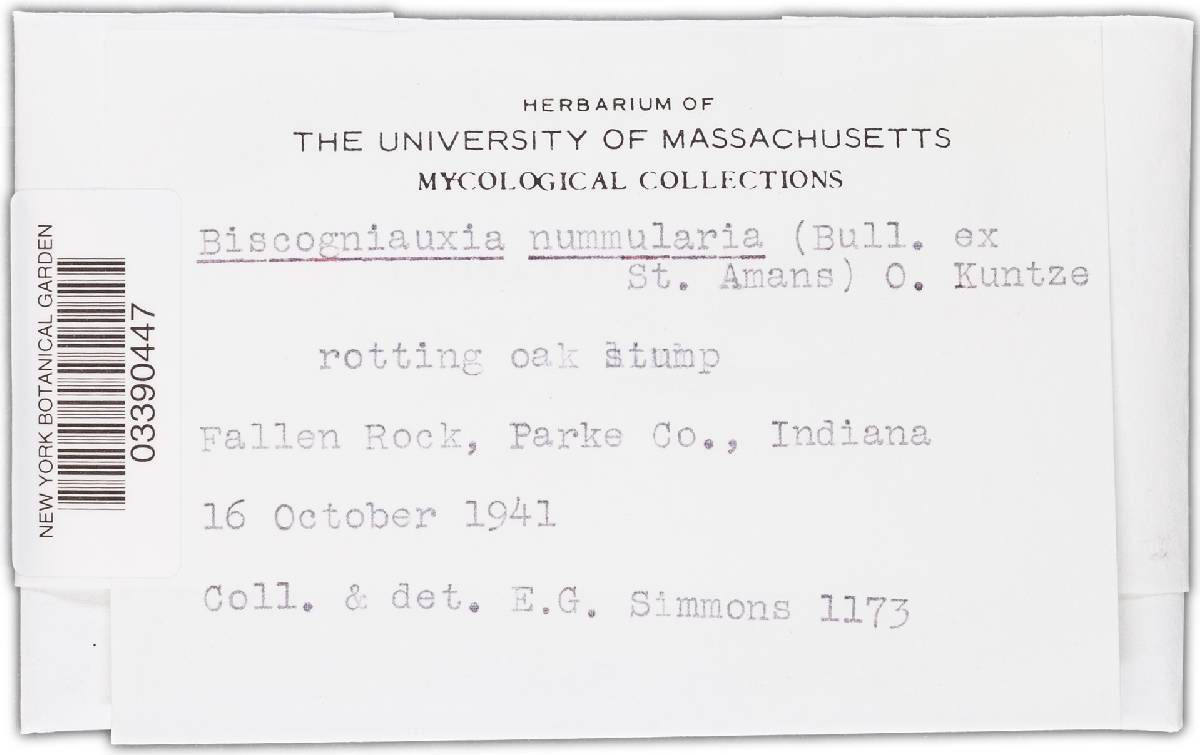 HERBARIUM OF
THE UNIVERSITY OF MASSACHUSETTS
MYCOLOGICAL COLLECTIONS
Biscogniauxia nummularia (Bull. ex
St. Amans) O. Kuntze
rotting oak stump
Fallen Rock, Parke Co., Indiana
16 October 1941
Coll. & det. E.G. Simmons 1173
NEW YORK BOTANICAL GARDEN
03390447